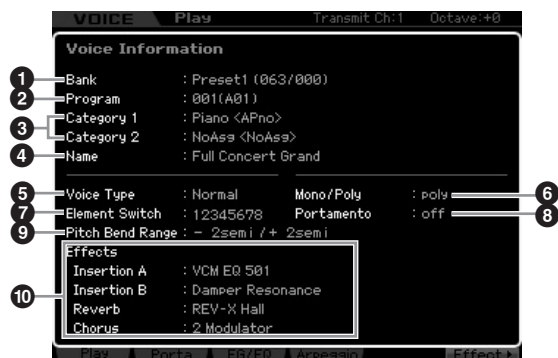 VOICE Play Transmit Ch:1 Octave:+0
Voice Information
1 Bank : Preset1 (063/000)
2 Program : 001(A01)
3 Category 1 : Piano <APno>
Category 2 : NoAsg <NoAsg>
4 Name : Full Concert Grand
5 Voice Type : Normal Mono/Poly : poly 6
7 Element Switch : 12345678 Portamento : off 8
9 Pitch Bend Range : - 2semi / + 2semi
Effects
10 Insertion A : VCM EQ 501
Insertion B : Damper Resonance
Reverb : REV-X Hall
Chorus : 2 Modulator
Play Porta EG/EQ Arpeggio Effect